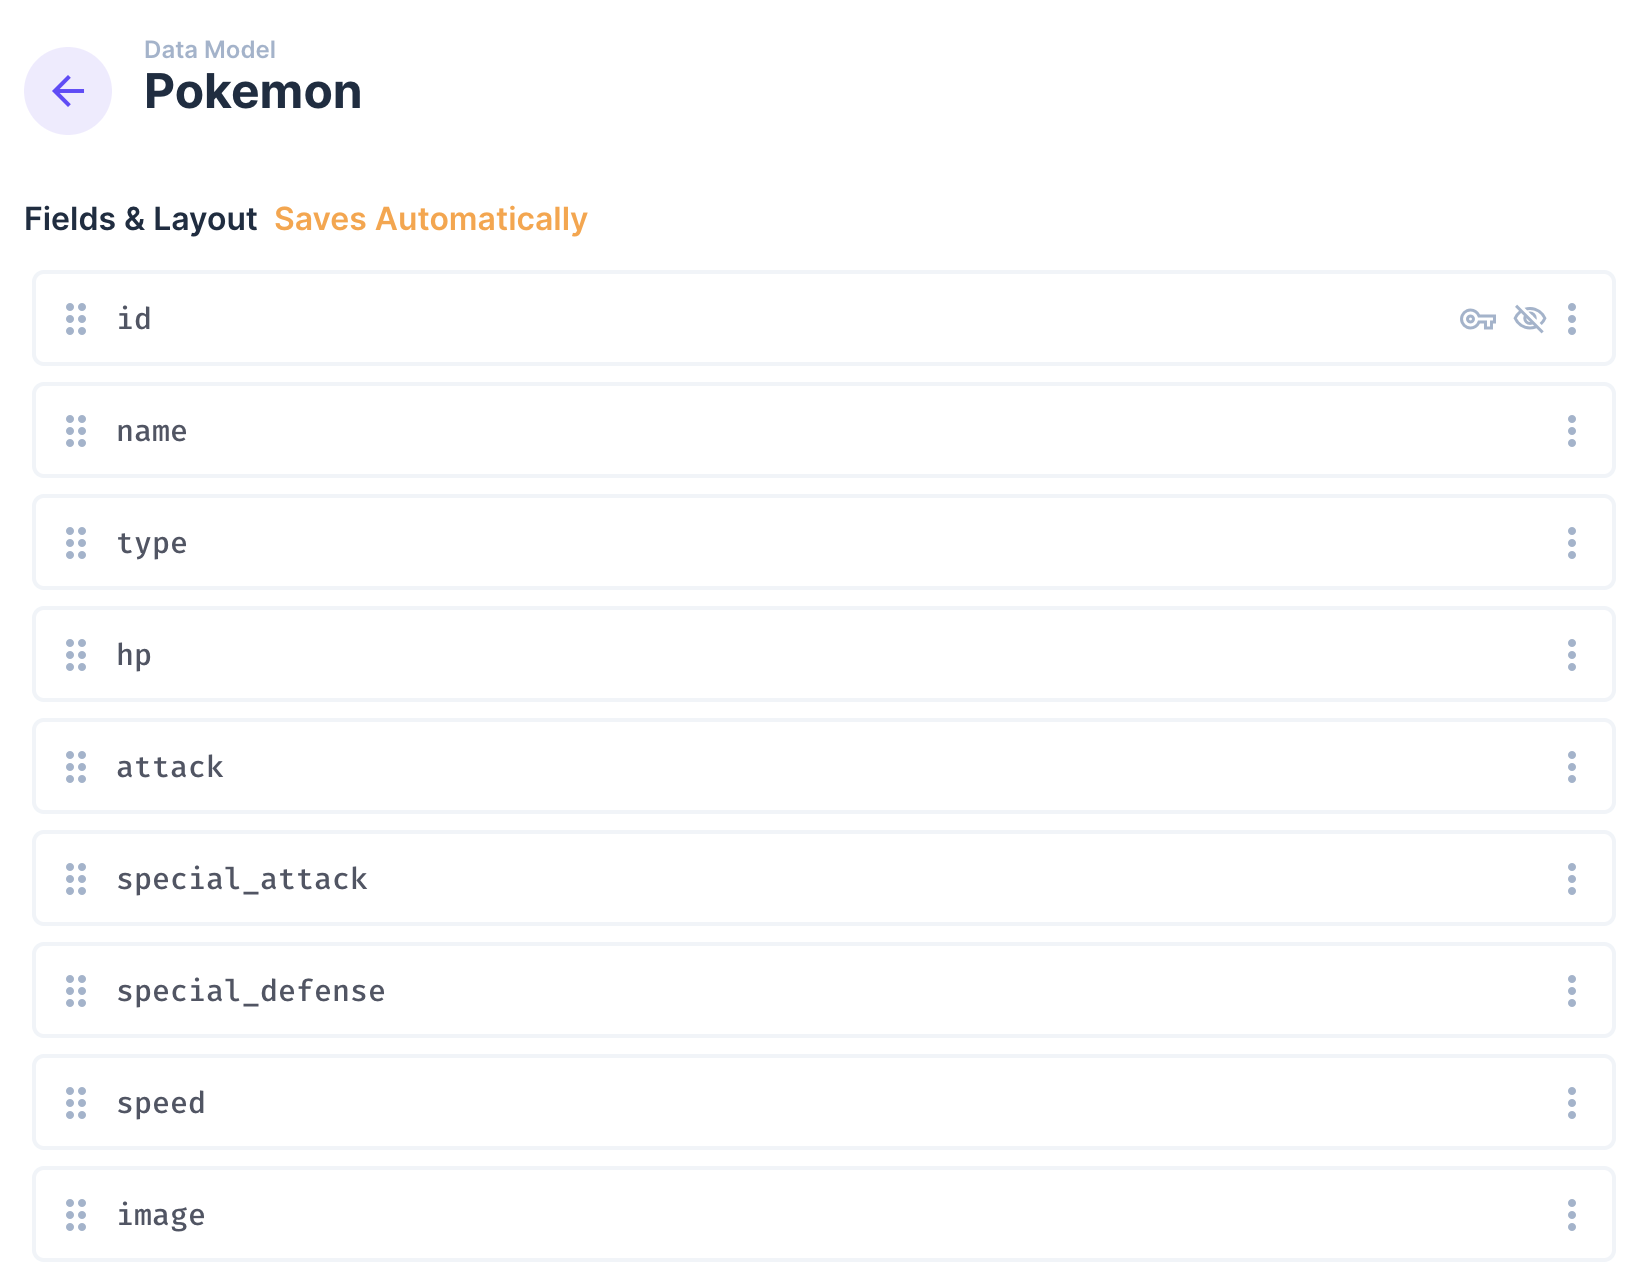 Data Model
Pokemon
Fields & Layout Saves Automatically
id
name
type
hp
attack
special_attack
special_defense
speed
image